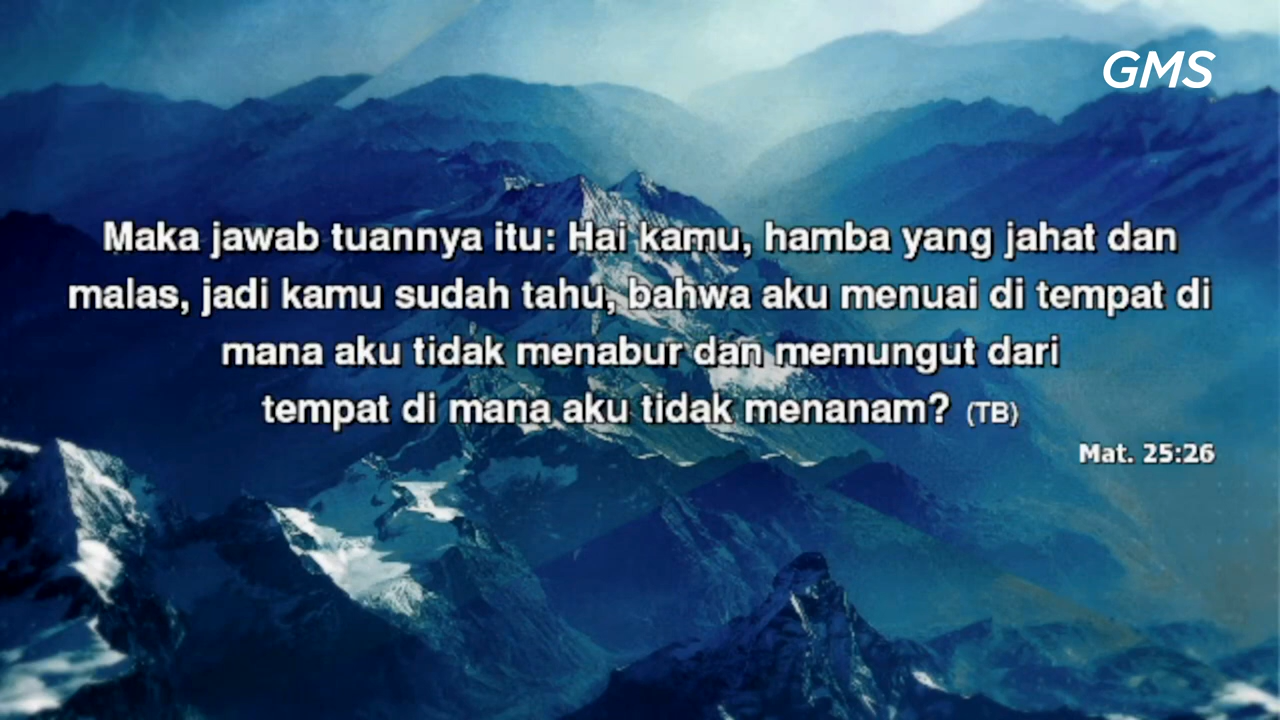 GMS
Maka jawab tuannya itu: Hai kamu, hamba yang jahat dan
malas, jadi kamu sudah tahu, bahwa aku menuai di tempat di
mana aku tidak menabur dan memungut dari
tempat di mana aku tidak menanam? (TB)
Mat. 25:26